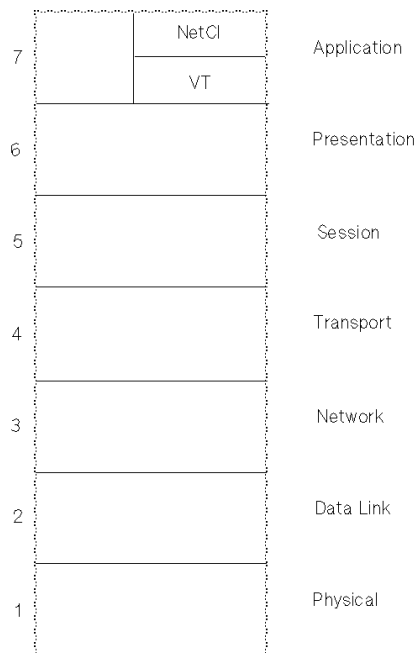 NetCI
7
Application
VT
6
Presentation
5
Session
4
Transport
3
Network
2
Data Link
1
Physical